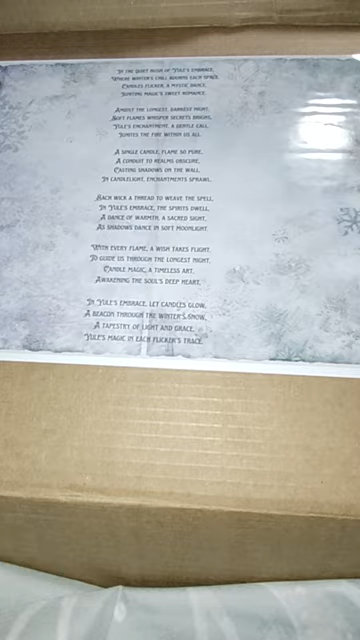 In the quiet hush of Yule's embrace,
Where winter's chill adorns each space,
Candles flicker, a mystic dance,
Igniting magic's sweet romance.
Amidst the longest, darkest night,
Soft flames whisper secrets bright,
Yule's enchantment, a gentle call,
Ignites the fire within us all.
A single candle, flame so pure,
A conduit to realms obscure,
Casting shadows on the wall,
In candlelight, enchantments sprawl.
Each wick a thread to weave the spell,
In Yule's embrace, the spirits dwell,
A dance of warmth, a sacred sight,
As shadows dance in soft moonlight.
With every flame, a wish takes flight,
To guide us through the longest night,
Candle magic, a timeless art,
Awakening the soul's deep heart.
In Yule's embrace, let candles glow,
A beacon through the winter's snow,
A tapestry of light and grace,
Yule's magic in each flicker's trace.